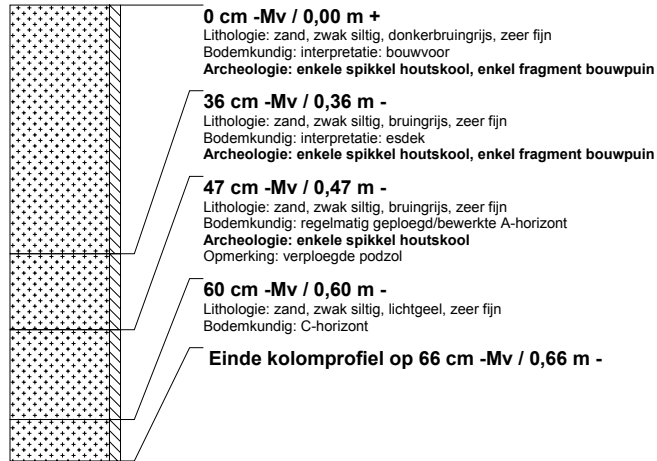 0 cm -Mv / 0,00 m +
Lithologie: zand, zwak siltig, donkerbruingrijs, zeer fijn
Bodemkundig: interpretatie: bouwvoor
Archeologie: enkele spikkel houtskool, enkel fragment bouwpuin
36 cm -Mv / 0,36 m -
Lithologie: zand, zwak siltig, bruingrijs, zeer fijn
Bodemkundig: interpretatie: esdek
Archeologie: enkele spikkel houtskool, enkel fragment bouwpuin
47 cm -Mv / 0,47 m -
Lithologie: zand, zwak siltig, bruingrijs, zeer fijn
Bodemkundig: regelmatig geploegd/bewerkte A-horizont
Archeologie: enkele spikkel houtskool
Opmerking: verploegde podzol
60 cm -Mv / 0,60 m -
Lithologie: zand, zwak siltig, lichtgeel, zeer fijn
Bodemkundig: C-horizont
Einde kolomprofiel op 66 cm -Mv / 0,66 m -